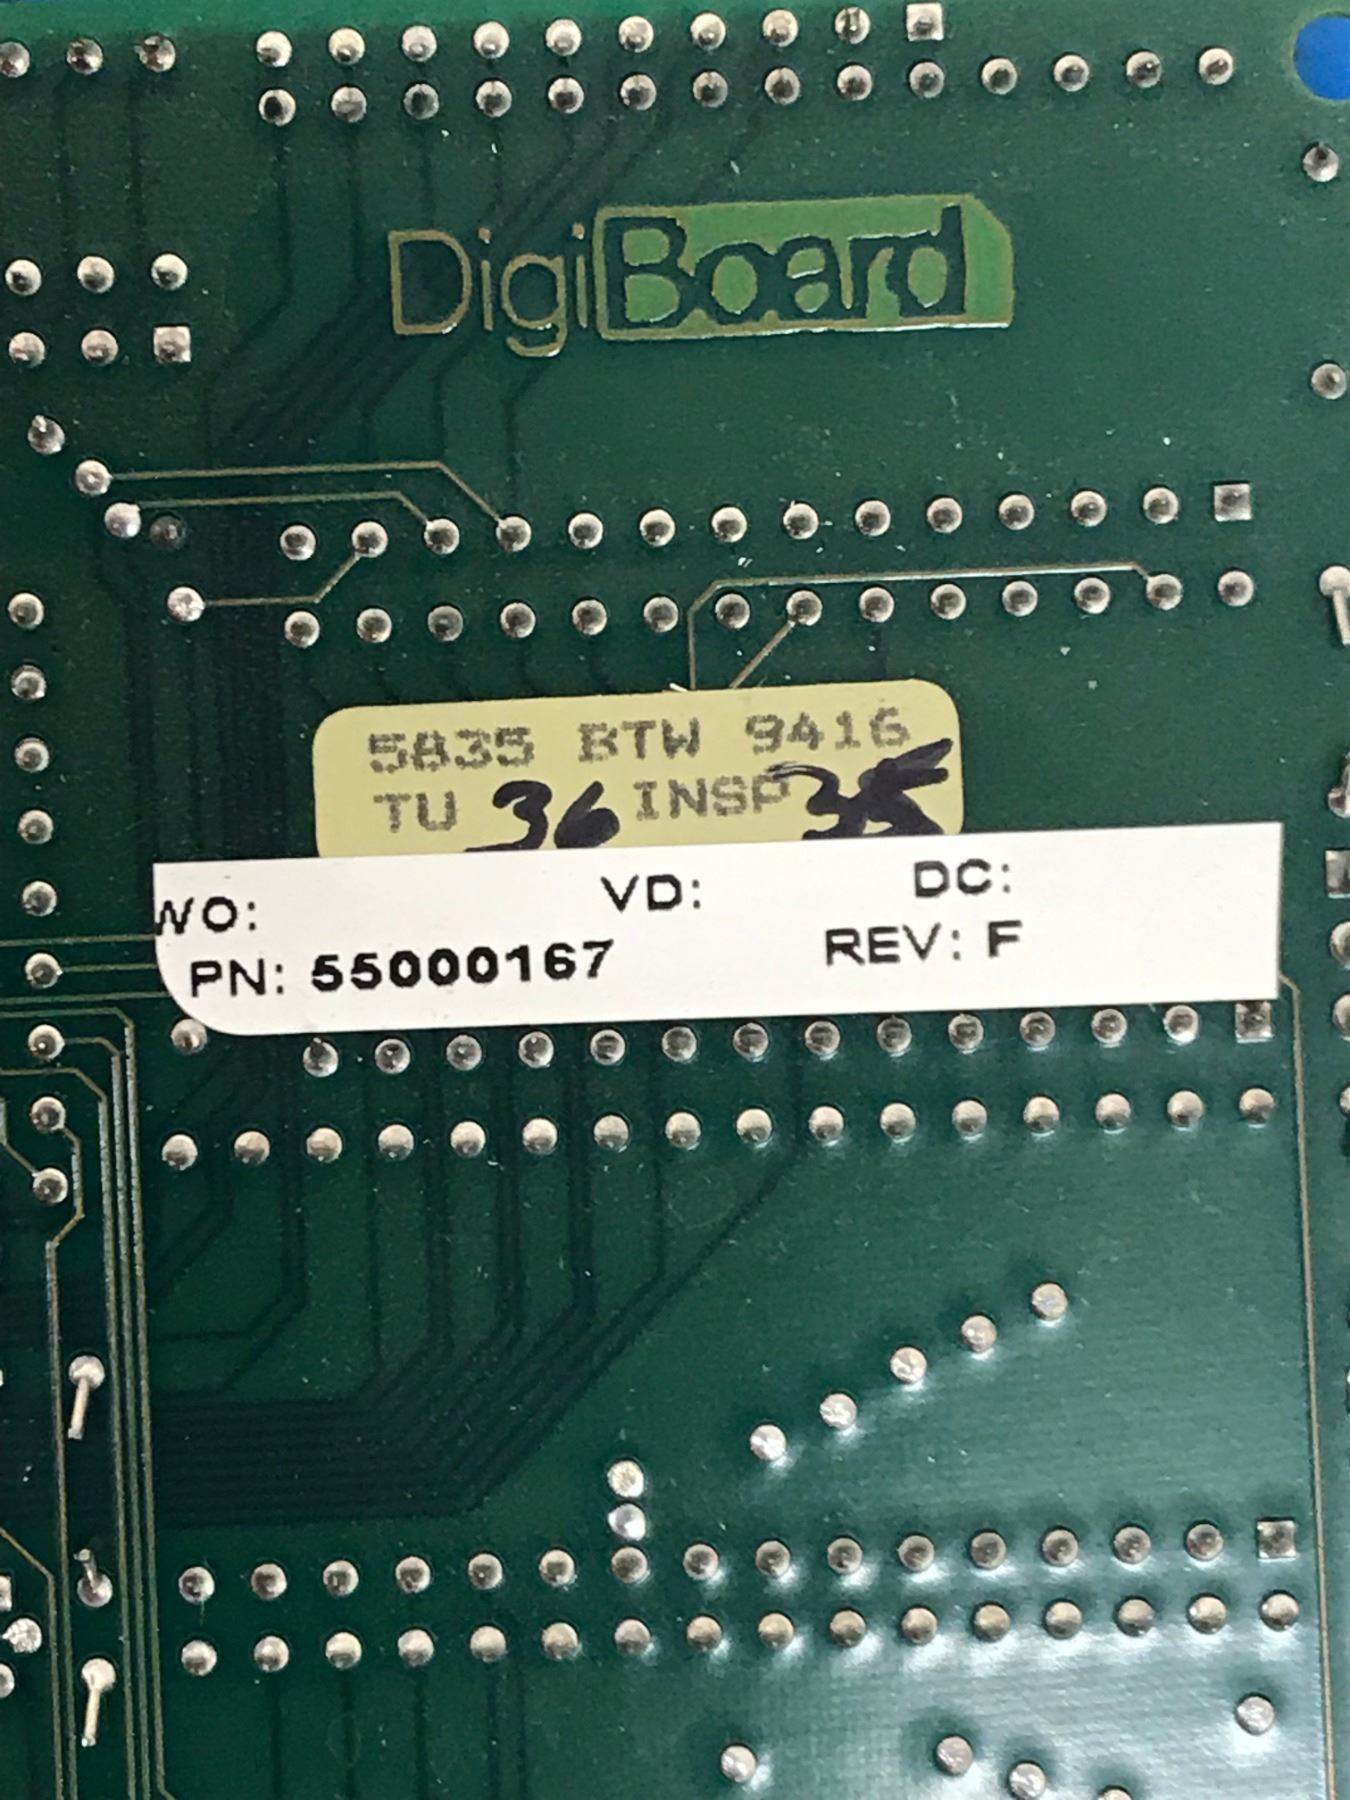 DigiBoard
5835 BTW 9416
TU 36 INSP 35
WO: VD: DC:
PN: 55000167 REV: F